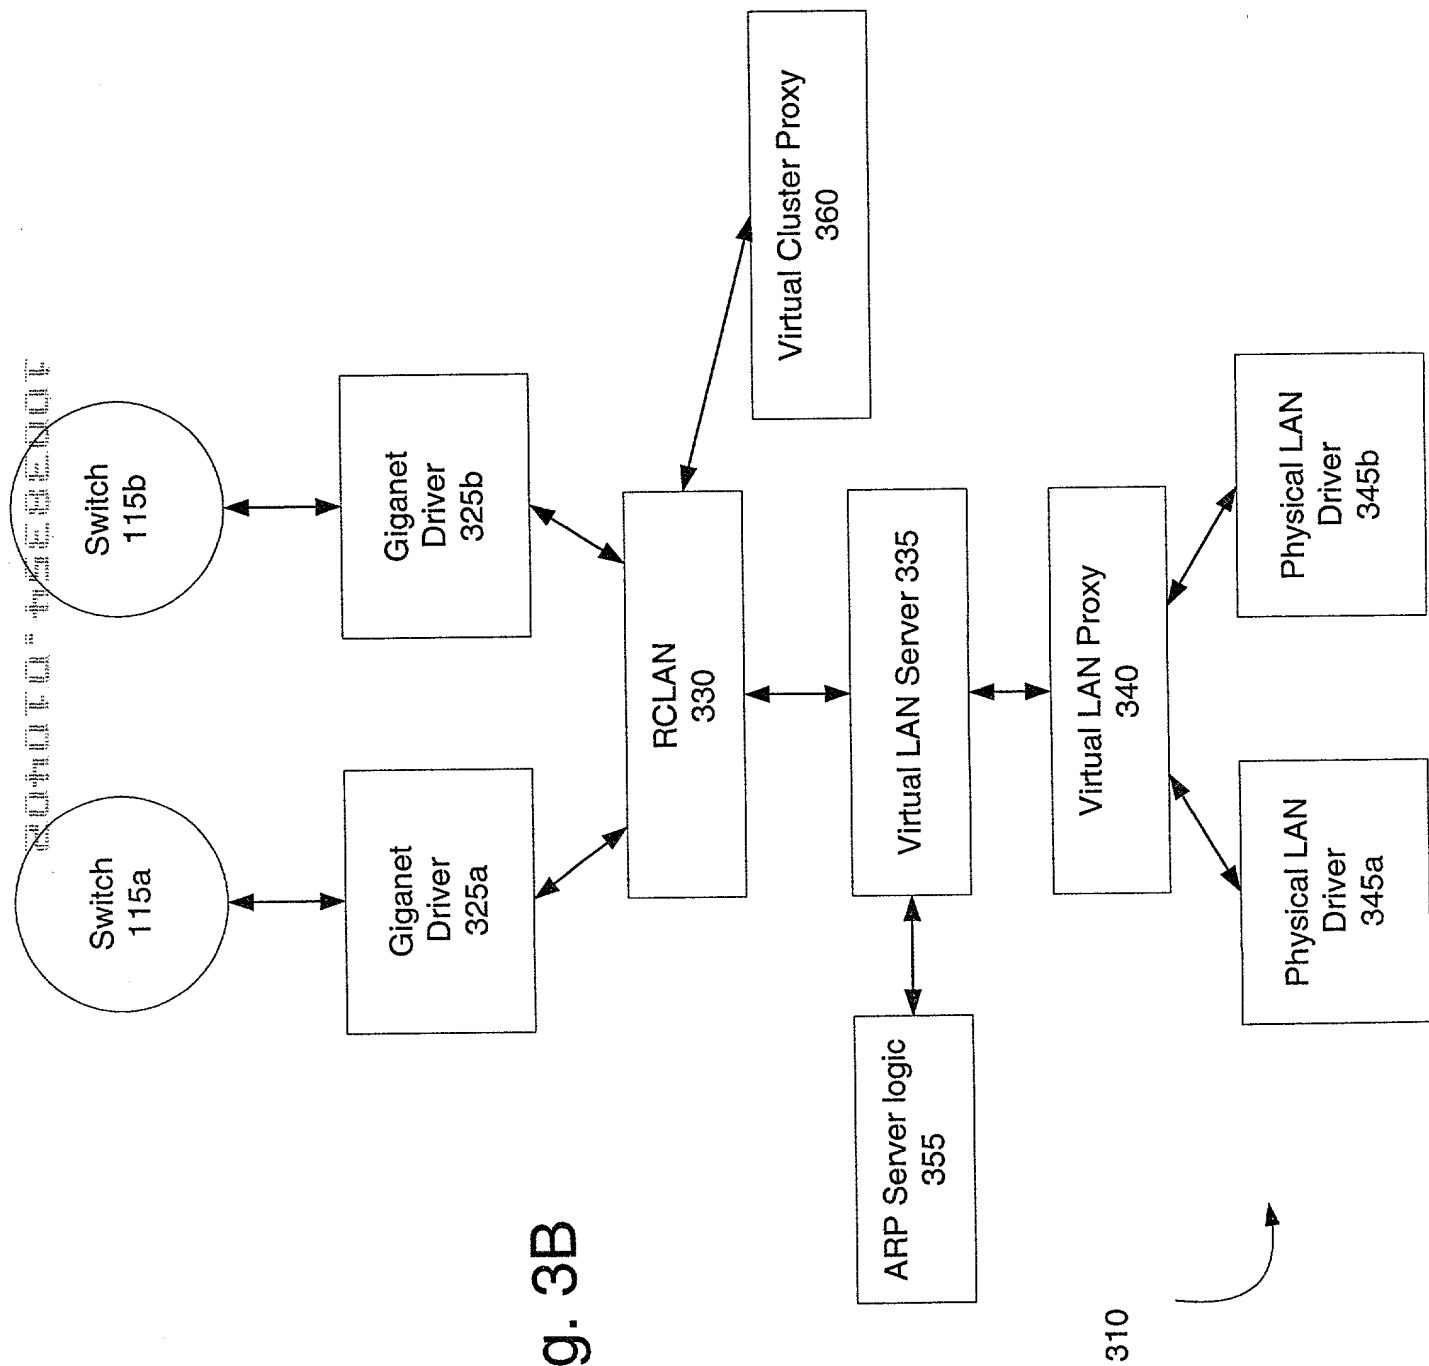 Switch
115a
Switch
115b
Giganet
Driver
325a
Giganet
Driver
325b
RCLAN
330
Virtual Cluster Proxy
360
Virtual LAN Server 335
ARP Server logic
355
Virtual LAN Proxy
340
Physical LAN
Driver
345a
Physical LAN
Driver
345b
310
g. 3B